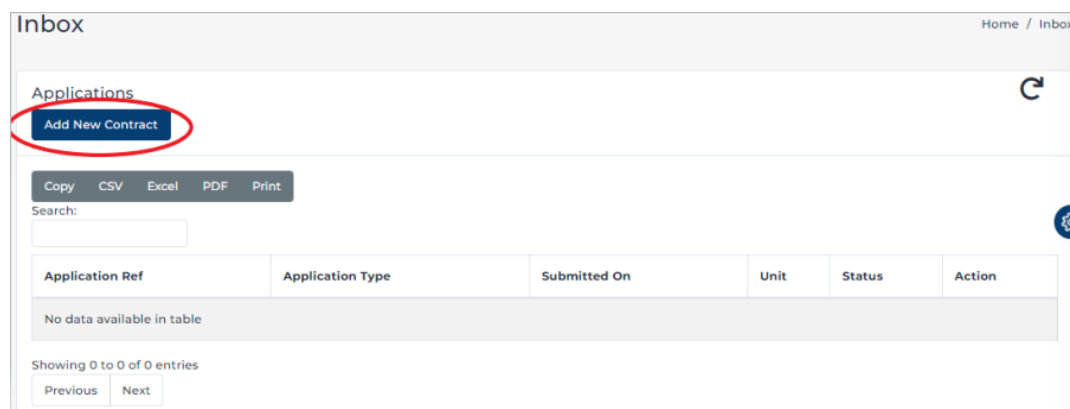 Inbox
Home / Inbox
Applications
Add New Contract
Copy CSV Excel PDF Print
Search:
Application Ref Application Type Submitted On Unit Status Action
No data available in table
Showing 0 to 0 of 0 entries
Previous Next